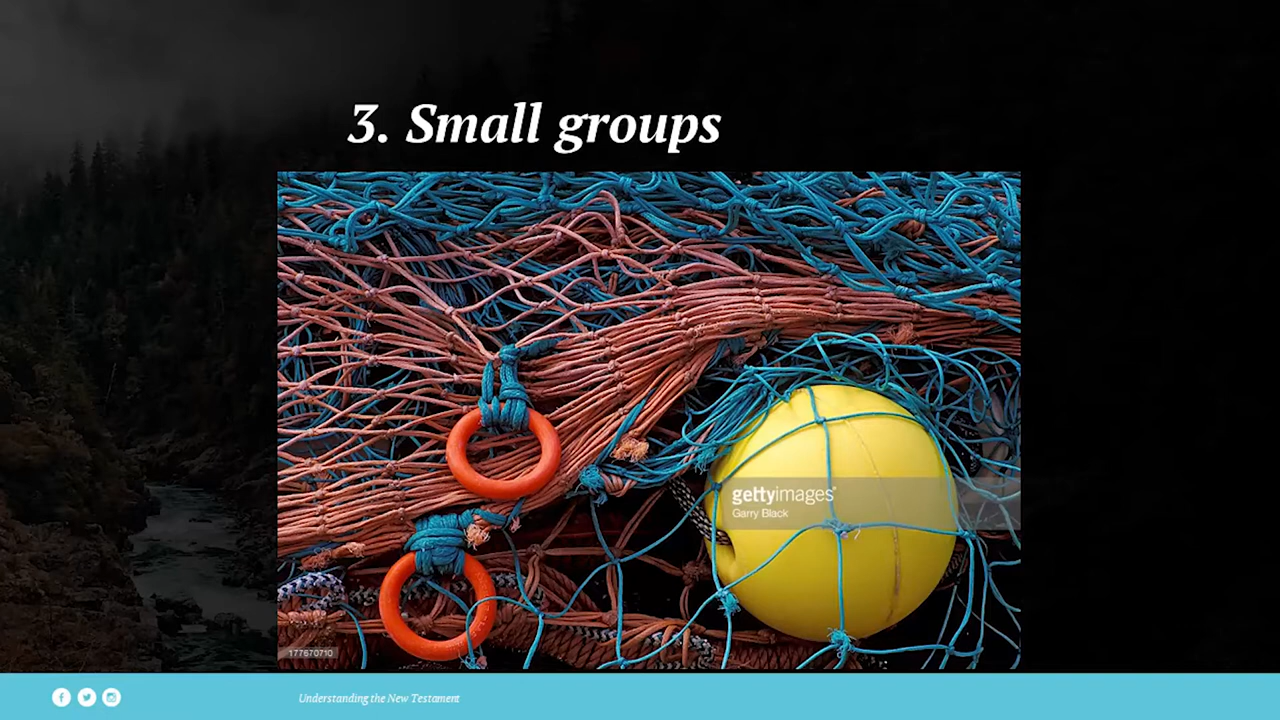 3. Small groups
gettyimages®
Garry Black
177670710
Understanding the New Testament